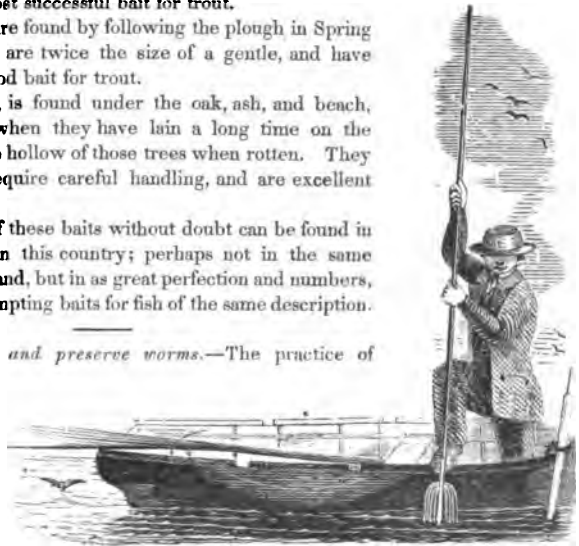 ost successful bait for trout.
re found by following the plough in Spring
are twice the size of a gentle, and have
od bait for trout.
, is found under the oak, ash, and beach,
when they have lain a long time on the
hollow of those trees when rotten. They
equire careful handling, and are excellent
f these baits without doubt can be found in
n this country; perhaps not in the same
and, but in as great perfection and numbers,
mpting baits for fish of the same description.
and preserve worms.—The practice of